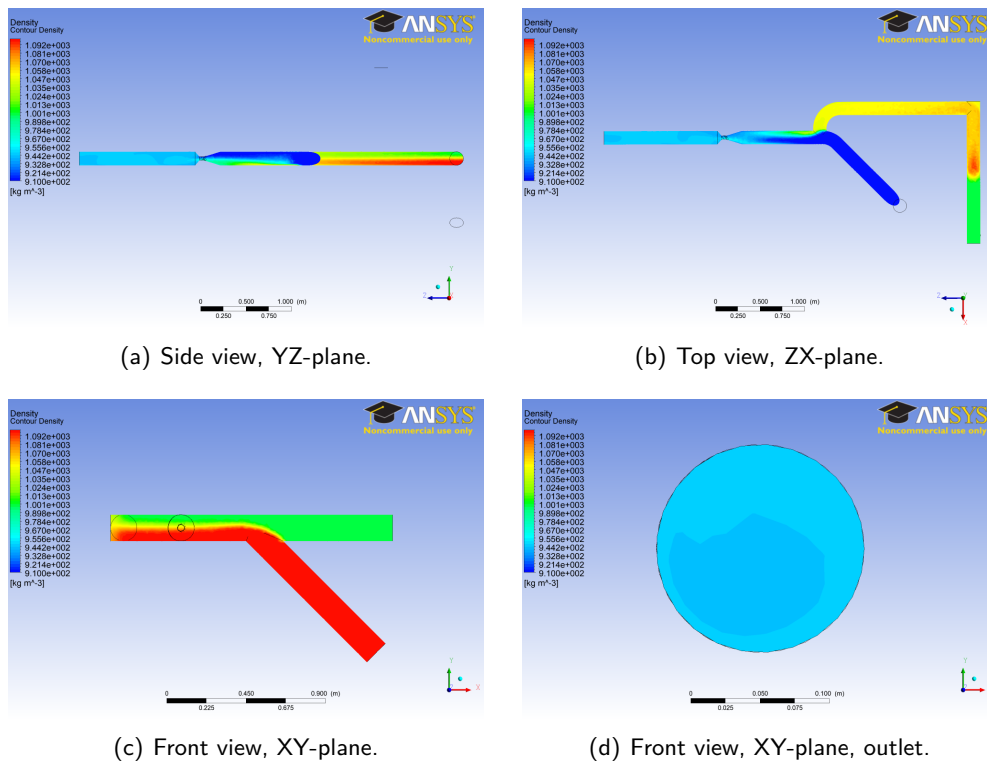 ANSYS
Noncommercial use only
Density
Contour Density
1.092e+003
1.081e+003
1.070e+003
1.058e+003
1.047e+003
1.024e+003
1.013e+003
1.001e+003
9.898e+002
9.784e+002
9.670e+002
9.556e+002
9.442e+002
9.328e+002
9.214e+002
9.100e+002
[kg m^-3]
Y
Z
0 0.500 1.000 (m)
0.250 0.750
(a) Side view, YZ-plane.
ANSYS
Noncommercial use only
Density
Contour Density
1.092e+003
1.081e+003
1.070e+003
1.058e+003
1.047e+003
1.024e+003
1.013e+003
1.001e+003
9.898e+002
9.784e+002
9.670e+002
9.556e+002
9.442e+002
9.328e+002
9.214e+002
9.100e+002
[kg m^-3]
Z
X
0 0.500 1.000 (m)
0.250 0.750
(b) Top view, ZX-plane.
ANSYS
Noncommercial use only
Density
Contour Density
1.092e+003
1.081e+003
1.070e+003
1.058e+003
1.047e+003
1.024e+003
1.013e+003
1.001e+003
9.898e+002
9.784e+002
9.670e+002
9.556e+002
9.442e+002
9.328e+002
9.214e+002
9.100e+002
[kg m^-3]
Y
X
0 0.450 0.900 (m)
0.225 0.675
(c) Front view, XY-plane.
ANSYS
Noncommercial use only
Density
Contour Density
1.092e+003
1.081e+003
1.070e+003
1.058e+003
1.047e+003
1.024e+003
1.013e+003
1.001e+003
9.898e+002
9.784e+002
9.670e+002
9.556e+002
9.442e+002
9.328e+002
9.214e+002
9.100e+002
[kg m^-3]
Y
X
0.000 0.050 0.100 (m)
0.025 0.075
(d) Front view, XY-plane, outlet.